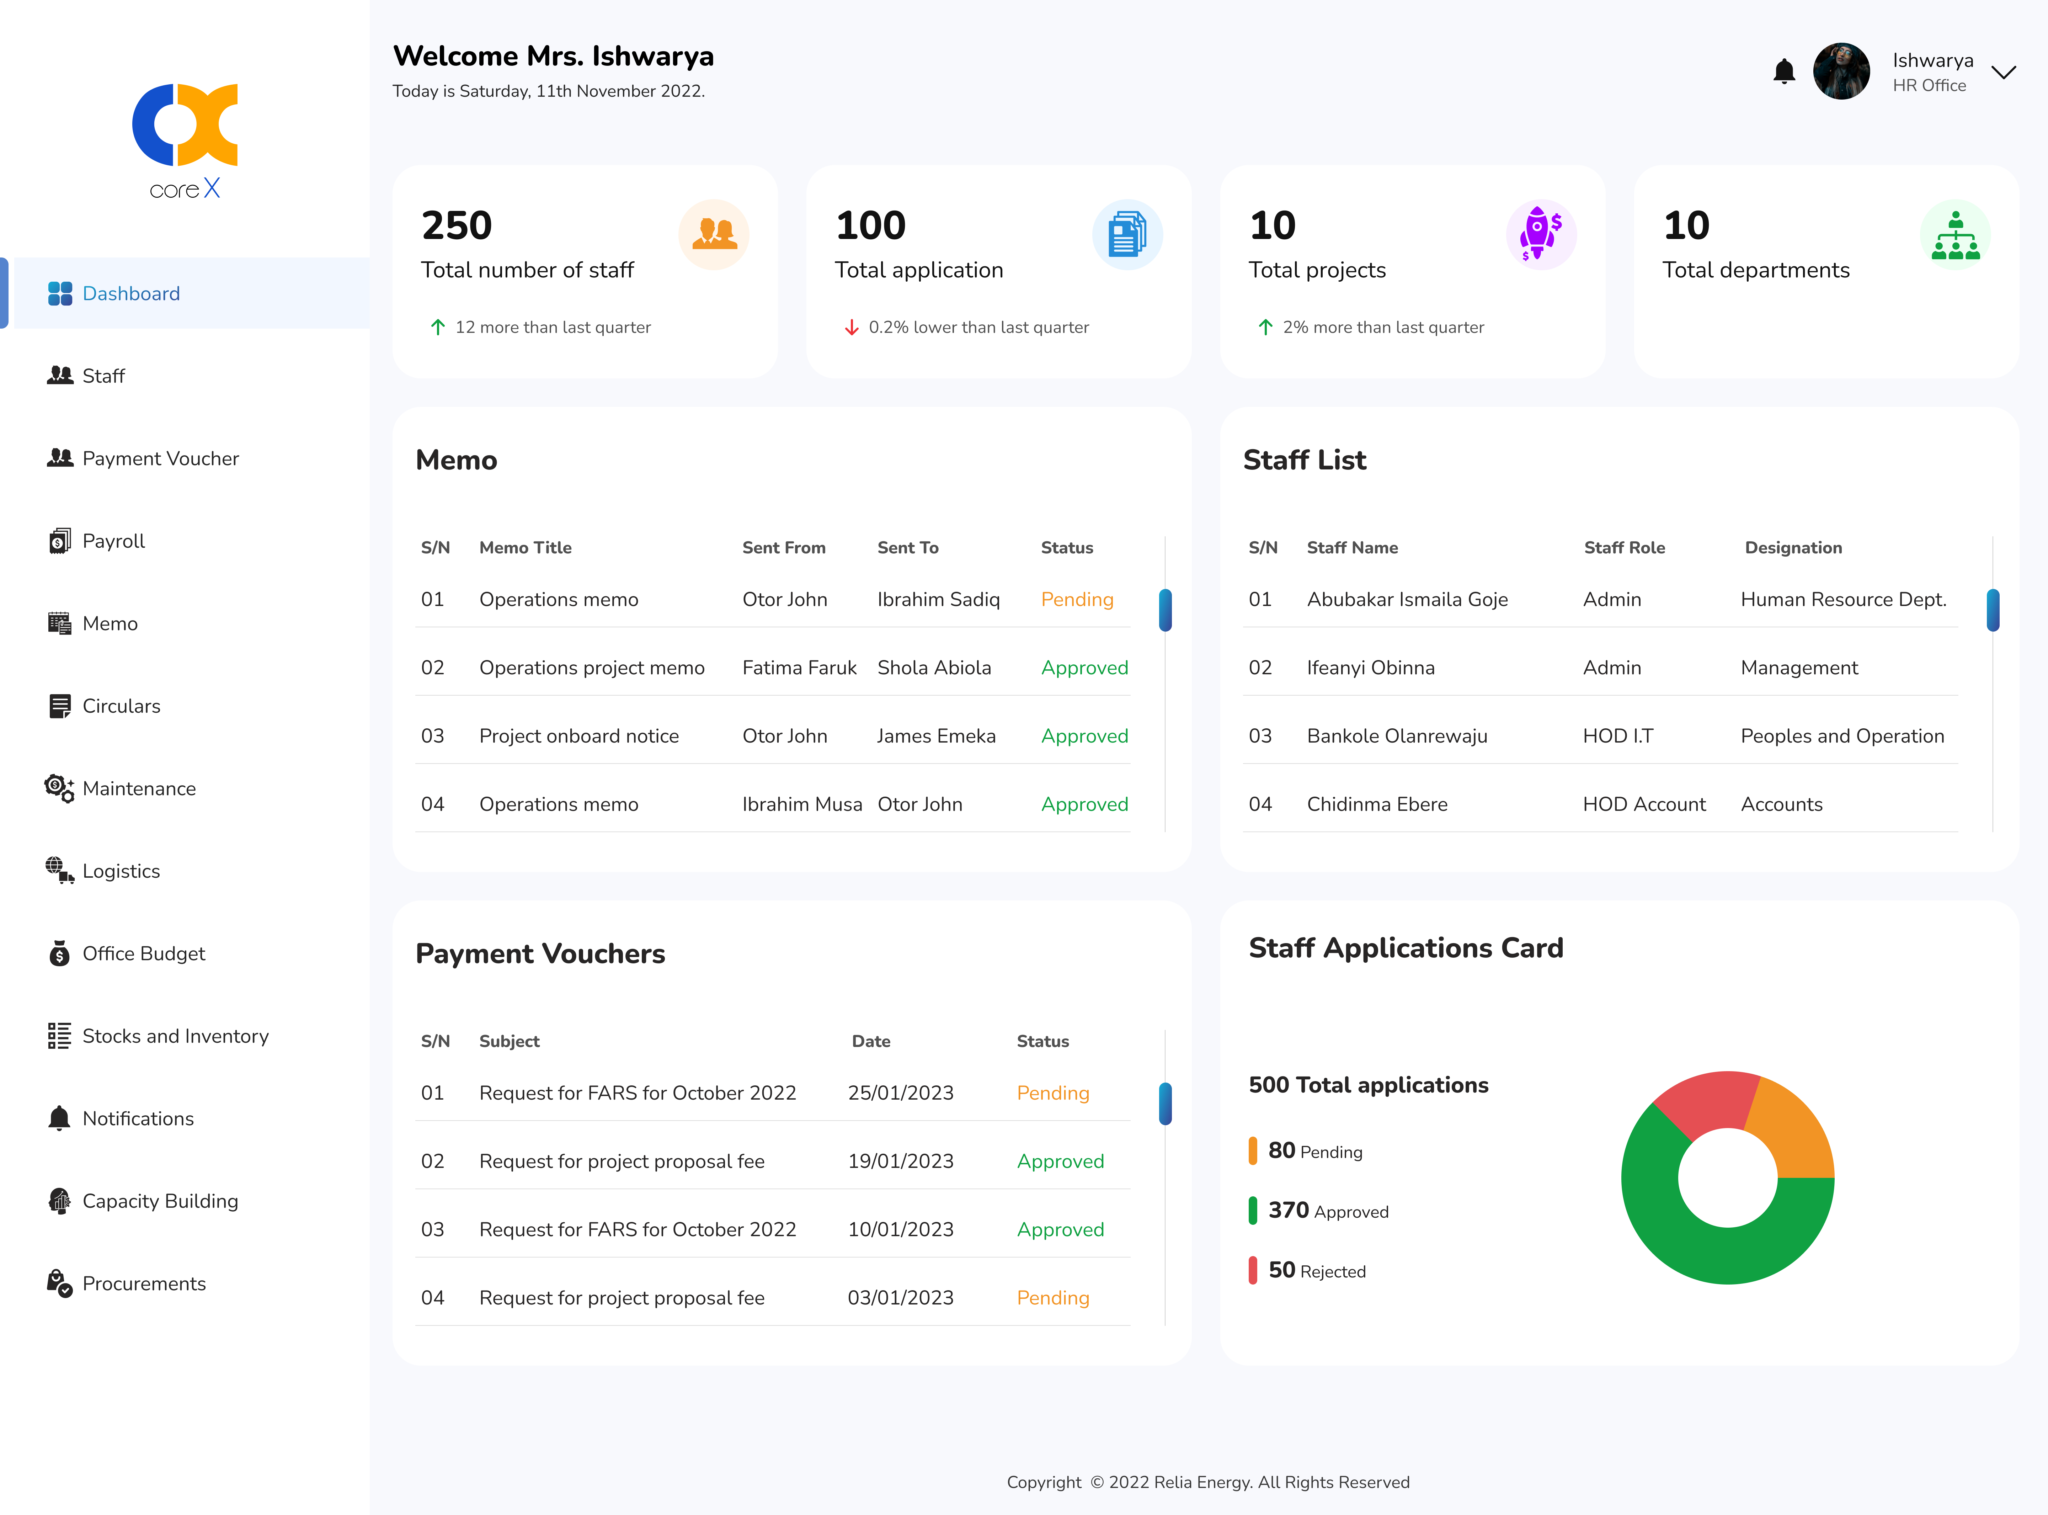 core X
Dashboard
Staff
Payment Voucher
Payroll
Memo
Circulars
Maintenance
Logistics
Office Budget
Stocks and Inventory
Notifications
Capacity Building
Procurements
Welcome Mrs. Ishwarya
Today is Saturday, 11th November 2022.
Ishwarya
HR Office
250
Total number of staff
12 more than last quarter
100
Total application
0.2% lower than last quarter
10
Total projects
2% more than last quarter
10
Total departments
Memo
S/N Memo Title Sent From Sent To Status
01 Operations memo Otor John Ibrahim Sadiq Pending
02 Operations project memo Fatima Faruk Shola Abiola Approved
03 Project onboard notice Otor John James Emeka Approved
04 Operations memo Ibrahim Musa Otor John Approved
Staff List
S/N Staff Name Staff Role Designation
01 Abubakar Ismaila Goje Admin Human Resource Dept.
02 Ifeanyi Obinna Admin Management
03 Bankole Olanrewaju HOD I.T Peoples and Operation
04 Chidinma Ebere HOD Account Accounts
Payment Vouchers
S/N Subject Date Status
01 Request for FARS for October 2022 25/01/2023 Pending
02 Request for project proposal fee 19/01/2023 Approved
03 Request for FARS for October 2022 10/01/2023 Approved
04 Request for project proposal fee 03/01/2023 Pending
Staff Applications Card
500 Total applications
80 Pending
370 Approved
50 Rejected
Copyright © 2022 Relia Energy. All Rights Reserved